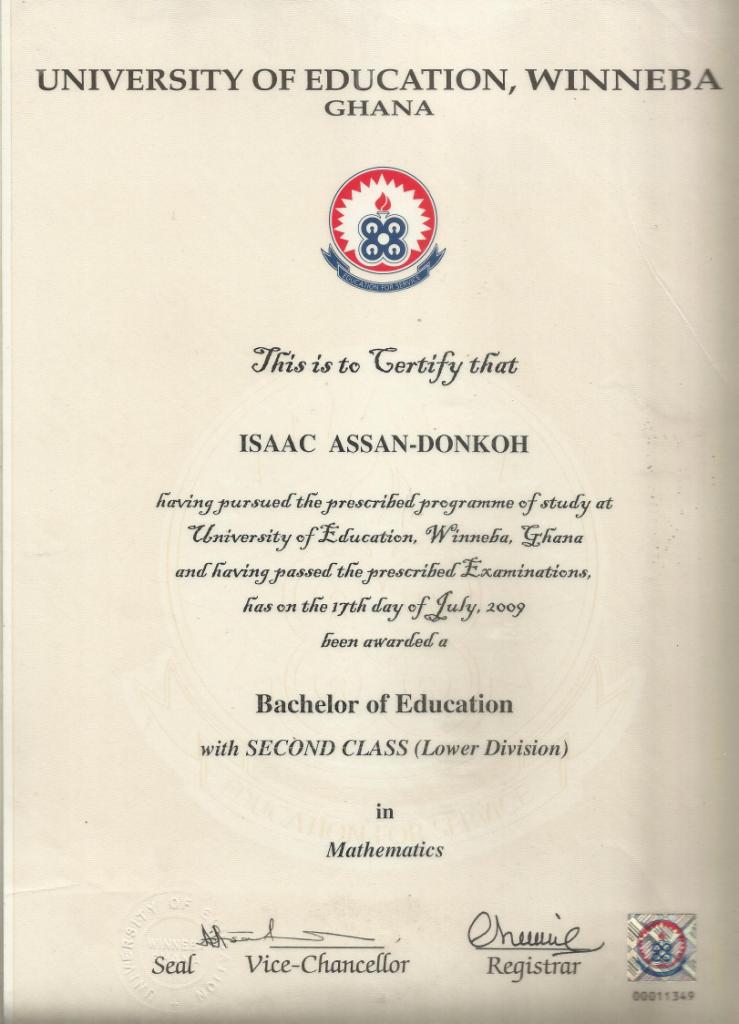 UNIVERSITY OF EDUCATION, WINNEBA
GHANA
EDUCATION FOR SERVICE
This is to Certify that
ISAAC ASSAN-DONKOH
having pursued the prescribed programme of study at
University of Education, Winneba, Ghana
and having passed the prescribed Examinations,
has on the 17th day of July, 2009
been awarded a
Bachelor of Education
with SECOND CLASS (Lower Division)
in
Mathematics
EDUCATION FOR SERVICE
Seal Vice-Chancellor Registrar
00011349